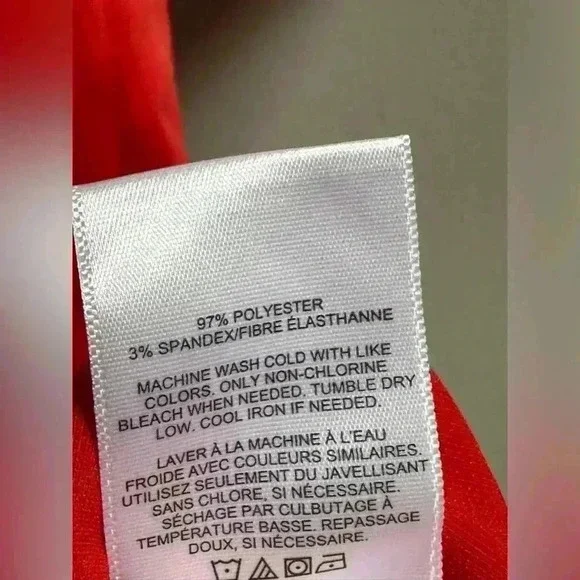 97% POLYESTER
3% SPANDEX/FIBRE ÉLASTHANNE
MACHINE WASH COLD WITH LIKE
COLORS. ONLY NON-CHLORINE
BLEACH WHEN NEEDED. TUMBLE DRY
LOW. COOL IRON IF NEEDED.
LAVER À LA MACHINE À L'EAU
FROIDE AVEC COULEURS SIMILAIRES.
UTILISEZ SEULEMENT DU JAVELLISANT
SANS CHLORE, SI NÉCESSAIRE.
SÉCHAGE PAR CULBUTAGE À
TEMPÉRATURE BASSE. REPASSAGE
DOUX, SI NÉCESSAIRE.